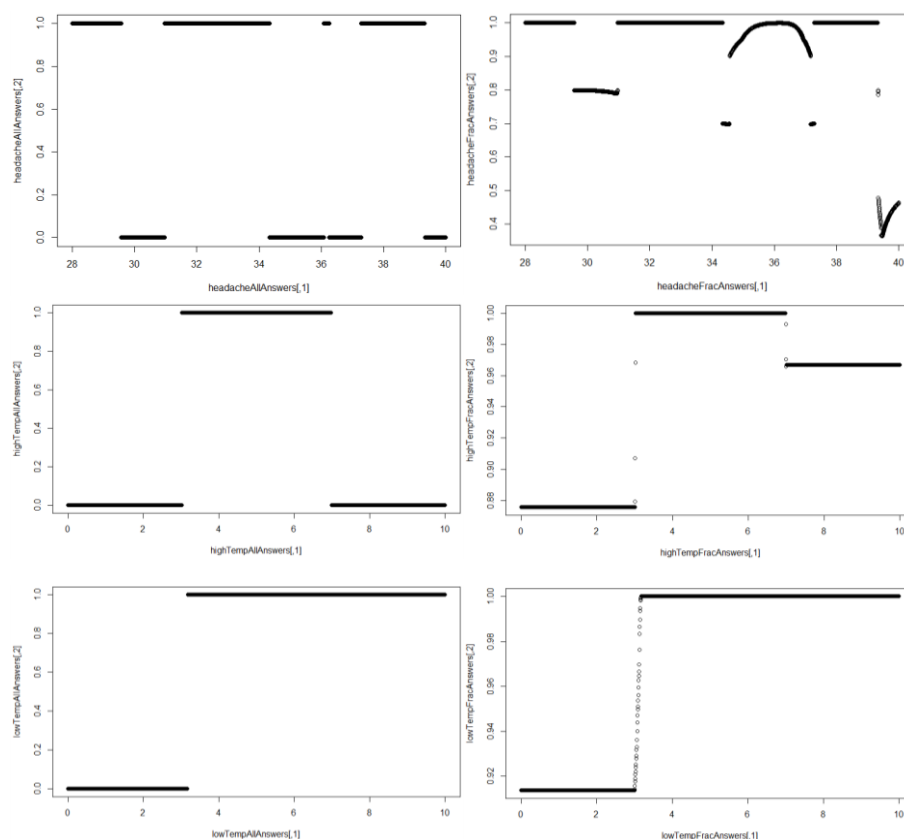 headacheAllAnswers[,2]
0.0 0.2 0.4 0.6 0.8 1.0
28 30 32 34 36 38 40
headacheAllAnswers[,1]
headacheFracAnswers[,2]
0.4 0.5 0.6 0.7 0.8 0.9 1.0
28 30 32 34 36 38 40
headacheFracAnswers[,1]
highTempAllAnswers[,2]
0.0 0.2 0.4 0.6 0.8 1.0
0 2 4 6 8 10
highTempAllAnswers[,1]
highTempFracAnswers[,2]
0.88 0.90 0.92 0.94 0.96 0.98 1.00
0 2 4 6 8 10
highTempFracAnswers[,1]
lowTempAllAnswers[,2]
0.0 0.2 0.4 0.6 0.8 1.0
0 2 4 6 8 10
lowTempAllAnswers[,1]
lowTempFracAnswers[,2]
0.92 0.94 0.96 0.98 1.00
0 2 4 6 8 10
lowTempFracAnswers[,1]